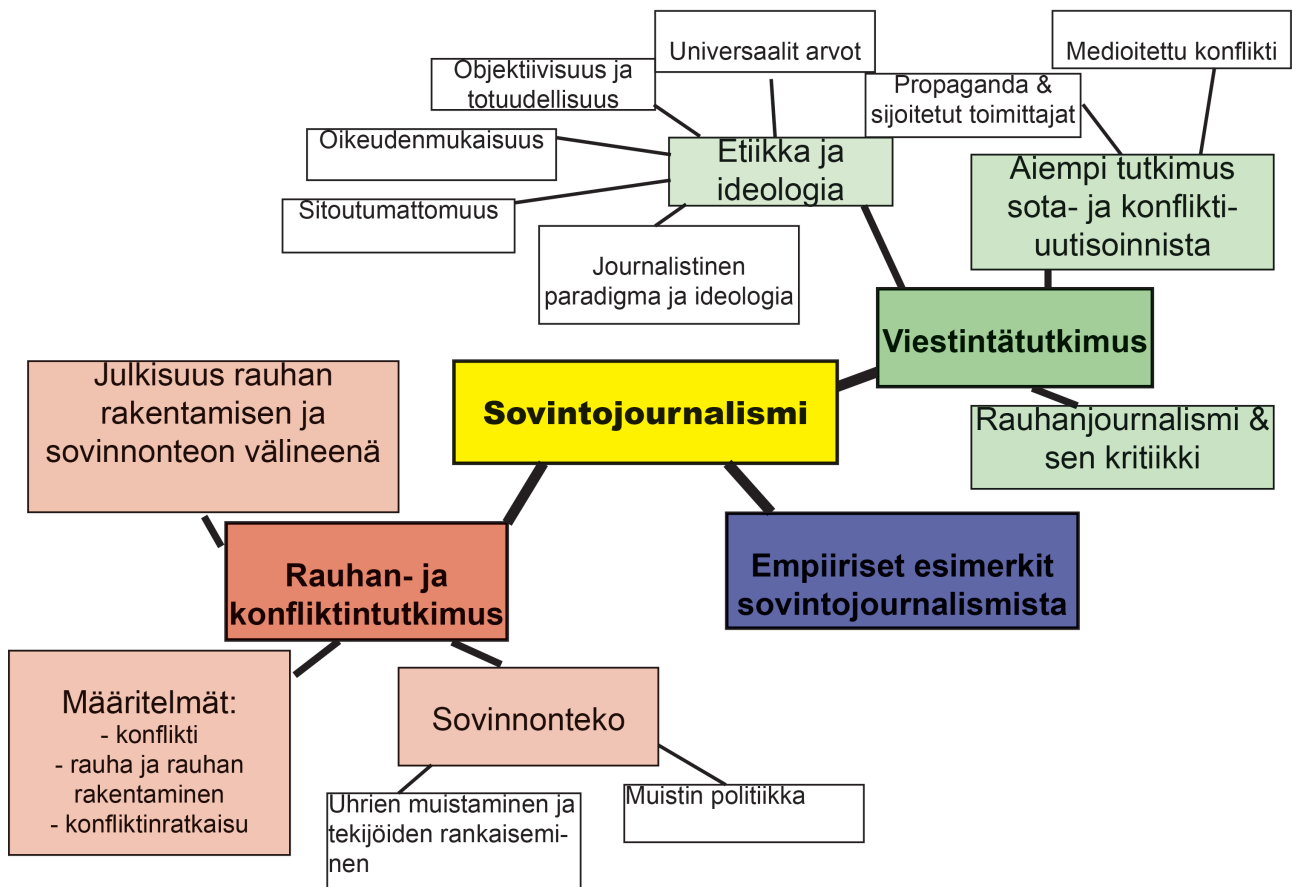 Universaalit arvot
Medioitettu konflikti
Objektiivisuus ja
totuudellisuus
Propaganda &
sijoitetut toimittajat
Oikeudenmukaisuus
Etiikka ja
ideologia
Aiempi tutkimus
sota- ja konflikti-
uutisoinnista
Sitoutumattomuus
Journalistinen
paradigma ja ideologia
Viestintätutkimus
Julkisuus rauhan
rakentamisen ja
sovinnonteon välineenä
Sovintojournalismi
Rauhanjournalismi &
sen kritiikki
Rauhan- ja
konfliktintutkimus
Empiiriset esimerkit
sovintojournalismista
Määritelmät:
- konflikti
- rauha ja rauhan
rakentaminen
- konfliktinratkaisu
Sovinnonteko
Uhrien muistaminen ja
tekijöiden rankaisemi-
nen
Muistin politiikka